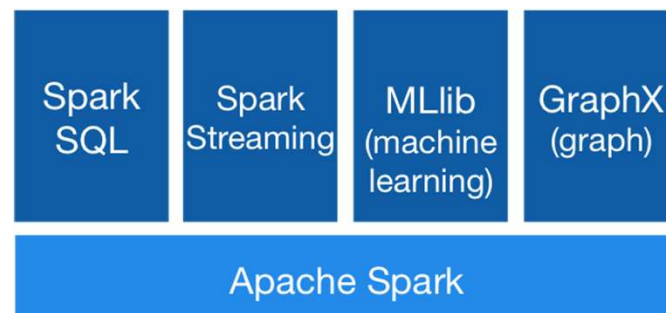 Spark
SQL
Spark
Streaming
MLlib
(machine
learning)
GraphX
(graph)
Apache Spark